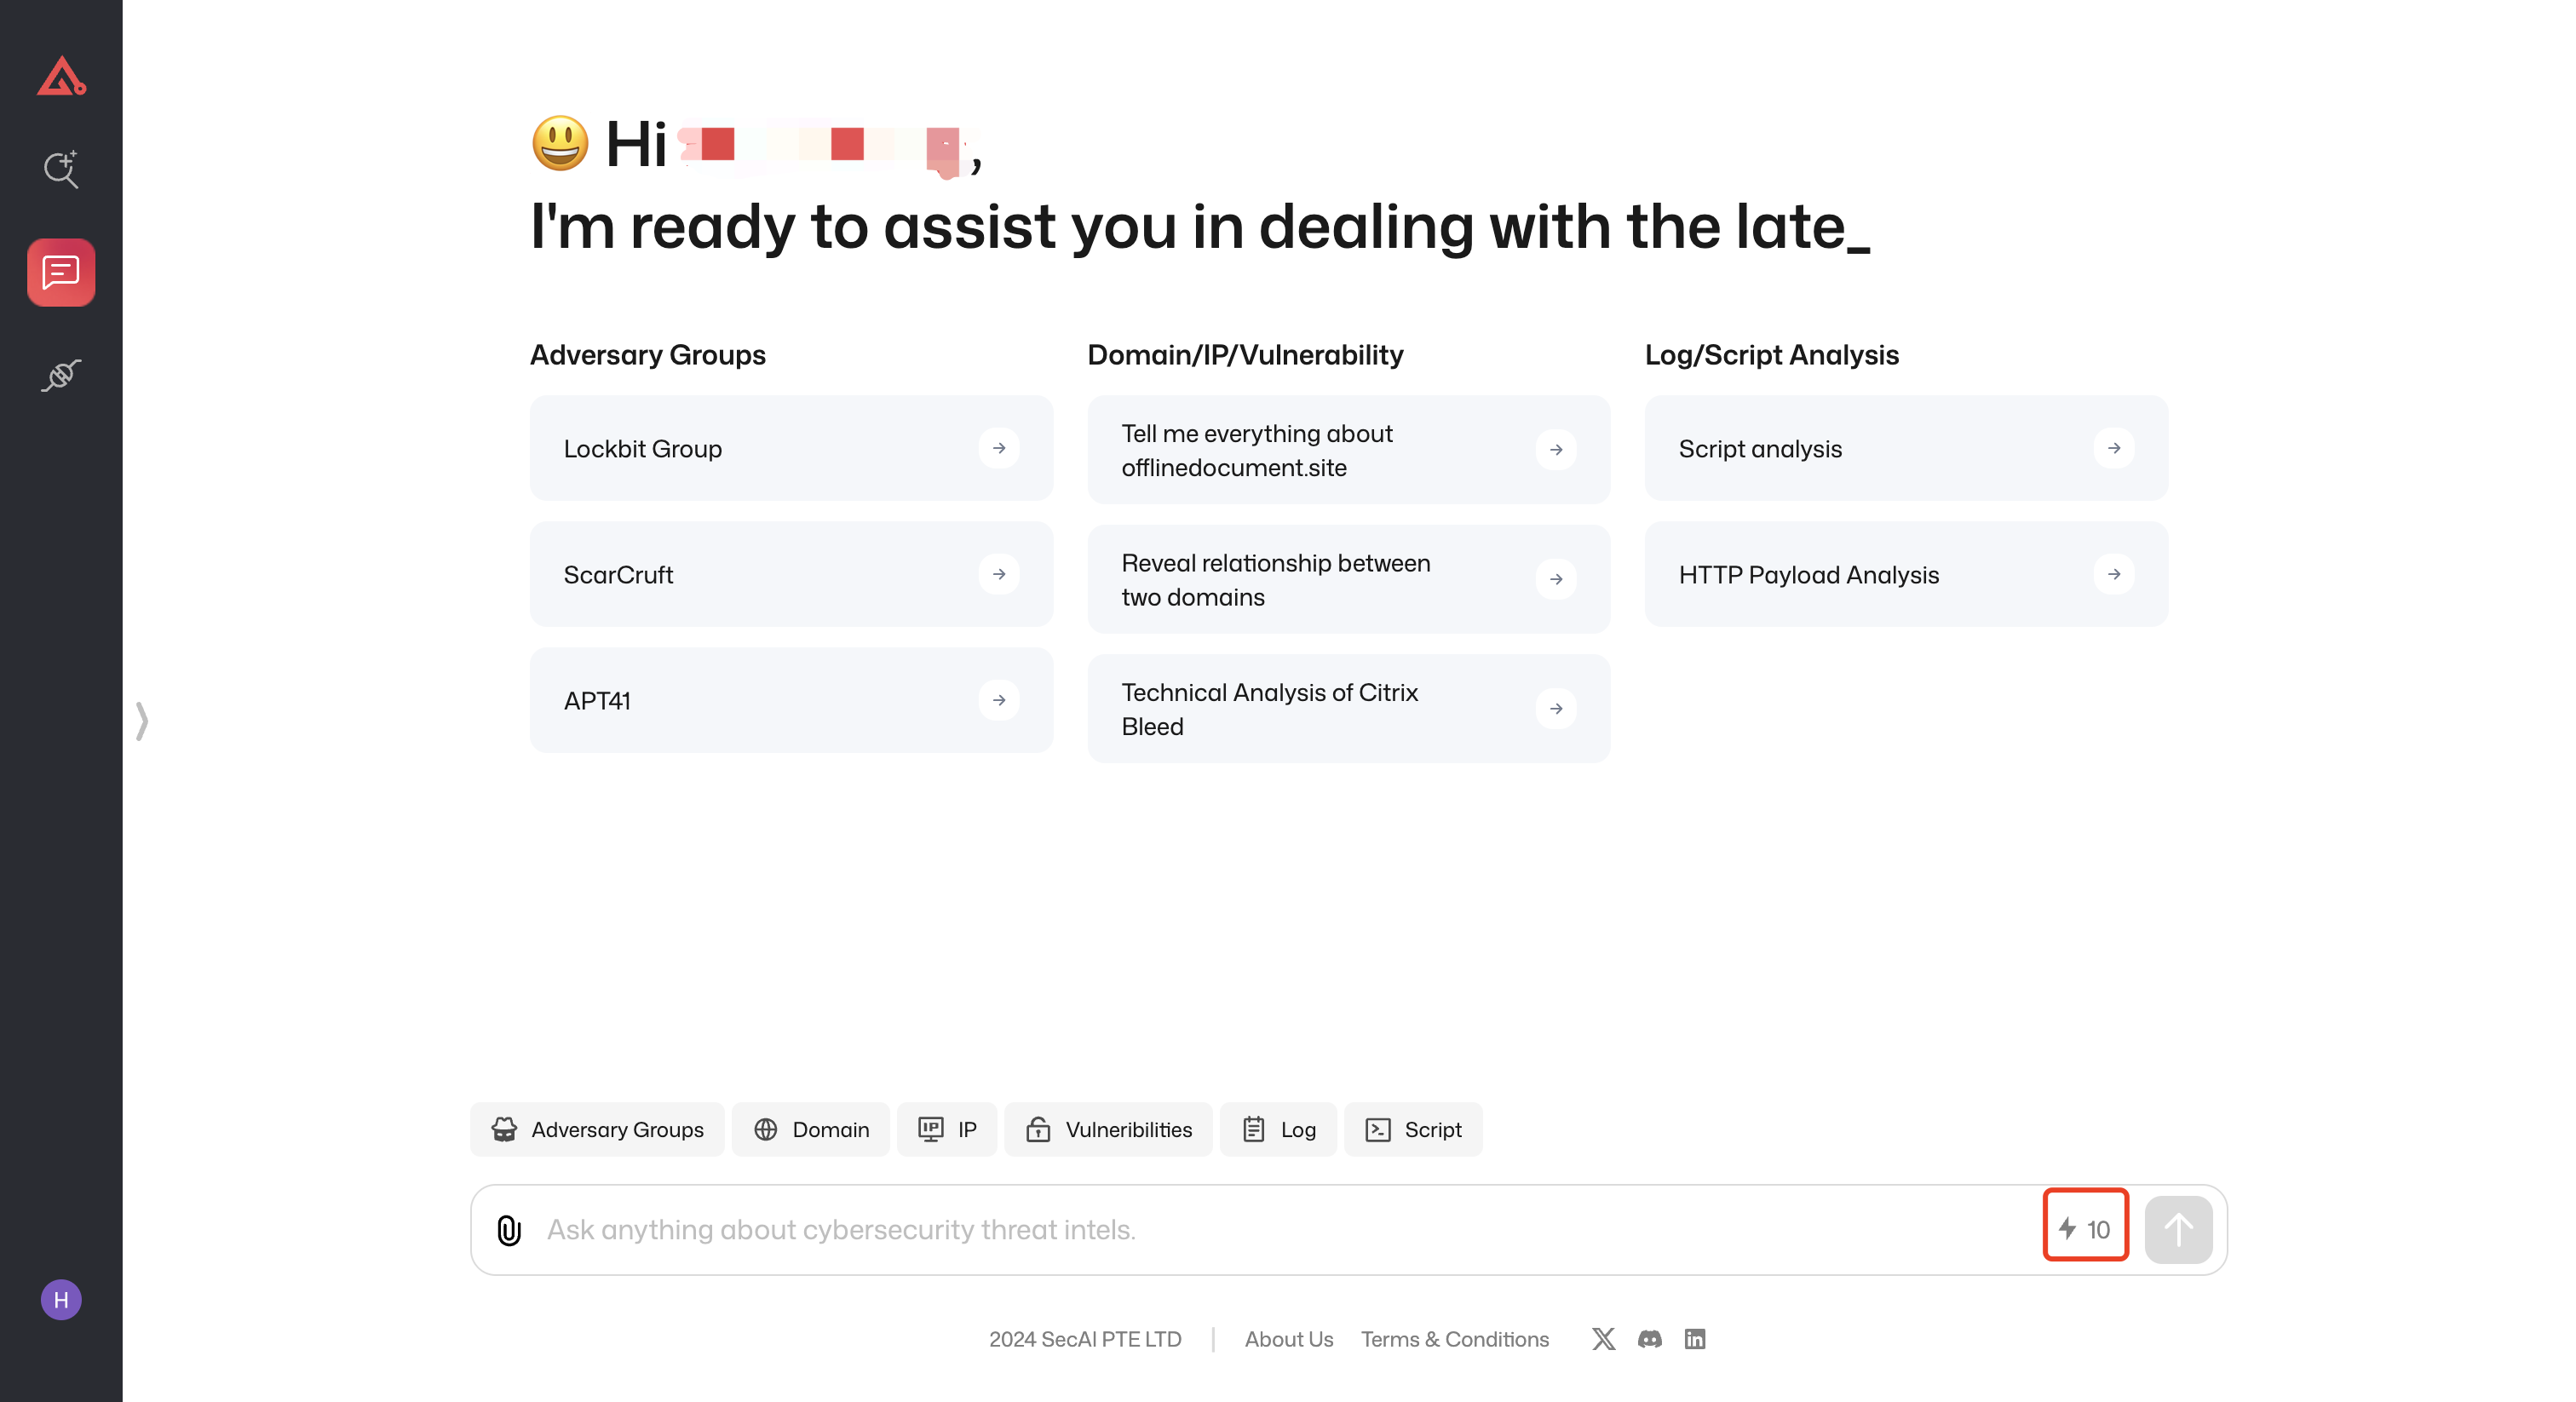 Hi ,
I'm ready to assist you in dealing with the late_
Adversary Groups
Lockbit Group
ScarCruft
APT41
Domain/IP/Vulnerability
Tell me everything about
offlinedocument.site
Reveal relationship between
two domains
Technical Analysis of Citrix
Bleed
Log/Script Analysis
Script analysis
HTTP Payload Analysis
Adversary Groups
Domain
IP IP
Vulneribilities
Log
Script
Ask anything about cybersecurity threat intels.
10
H
2024 SecAI PTE LTD
About Us
Terms & Conditions